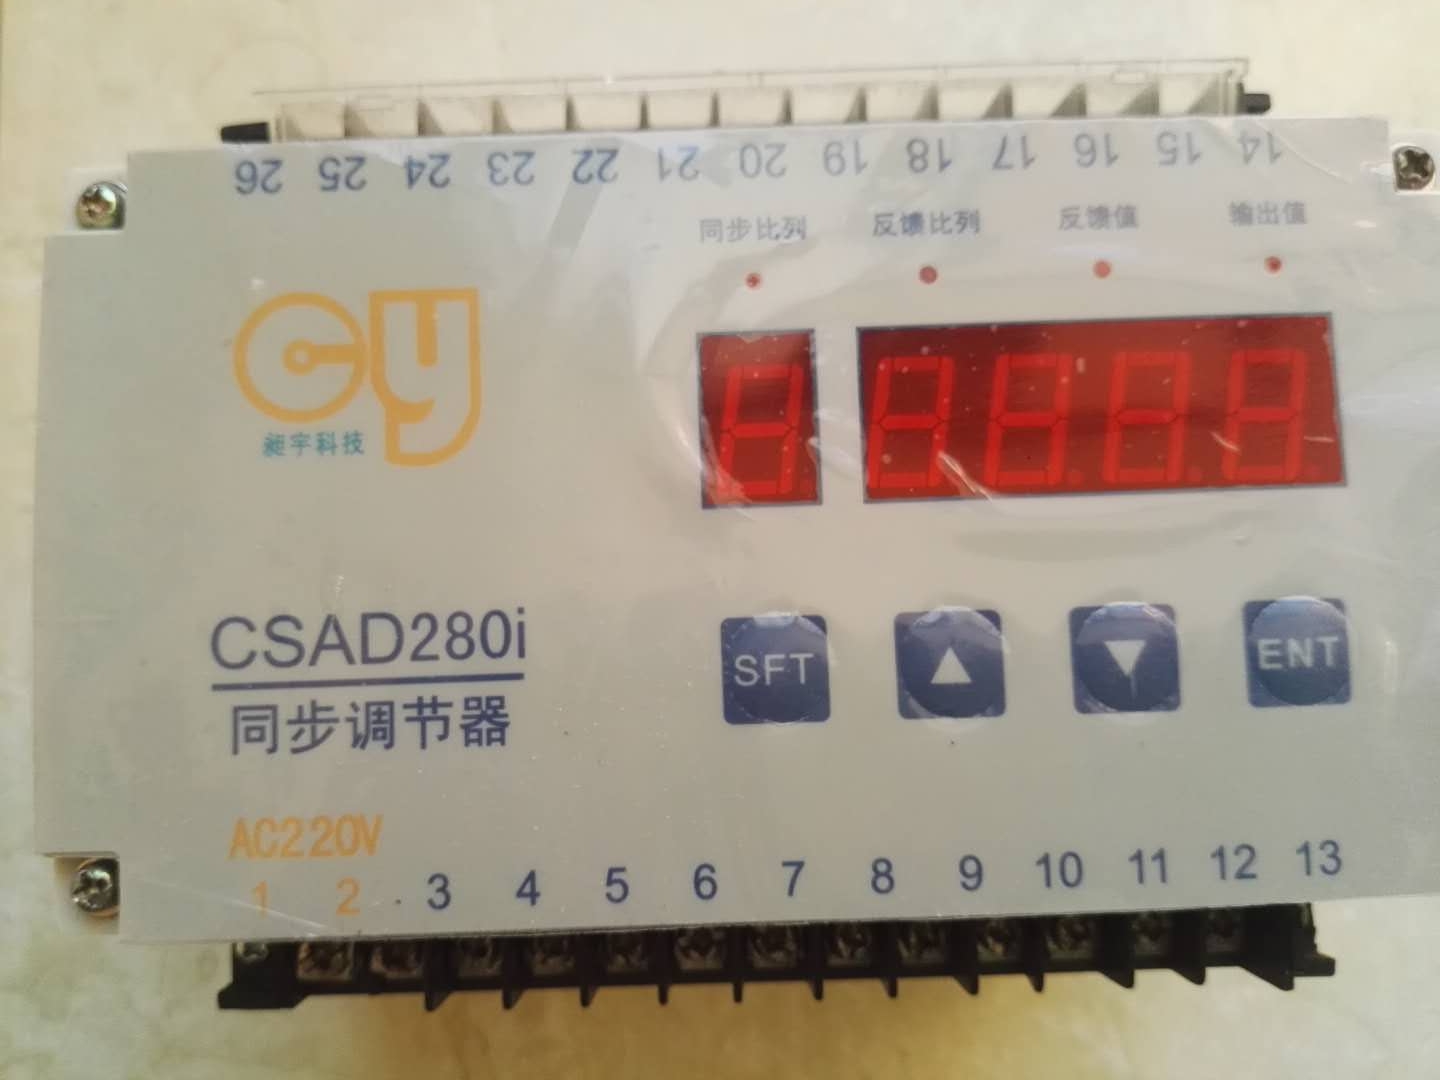 26 25 24 23 22 21 20 19 18 17 16 15 14
同步比列 反馈比列 反馈值 输出值
cy
昶宇科技
CSAD280i
同步调节器
SFT ENT
AC220V
1 2 3 4 5 6 7 8 9 10 11 12 13